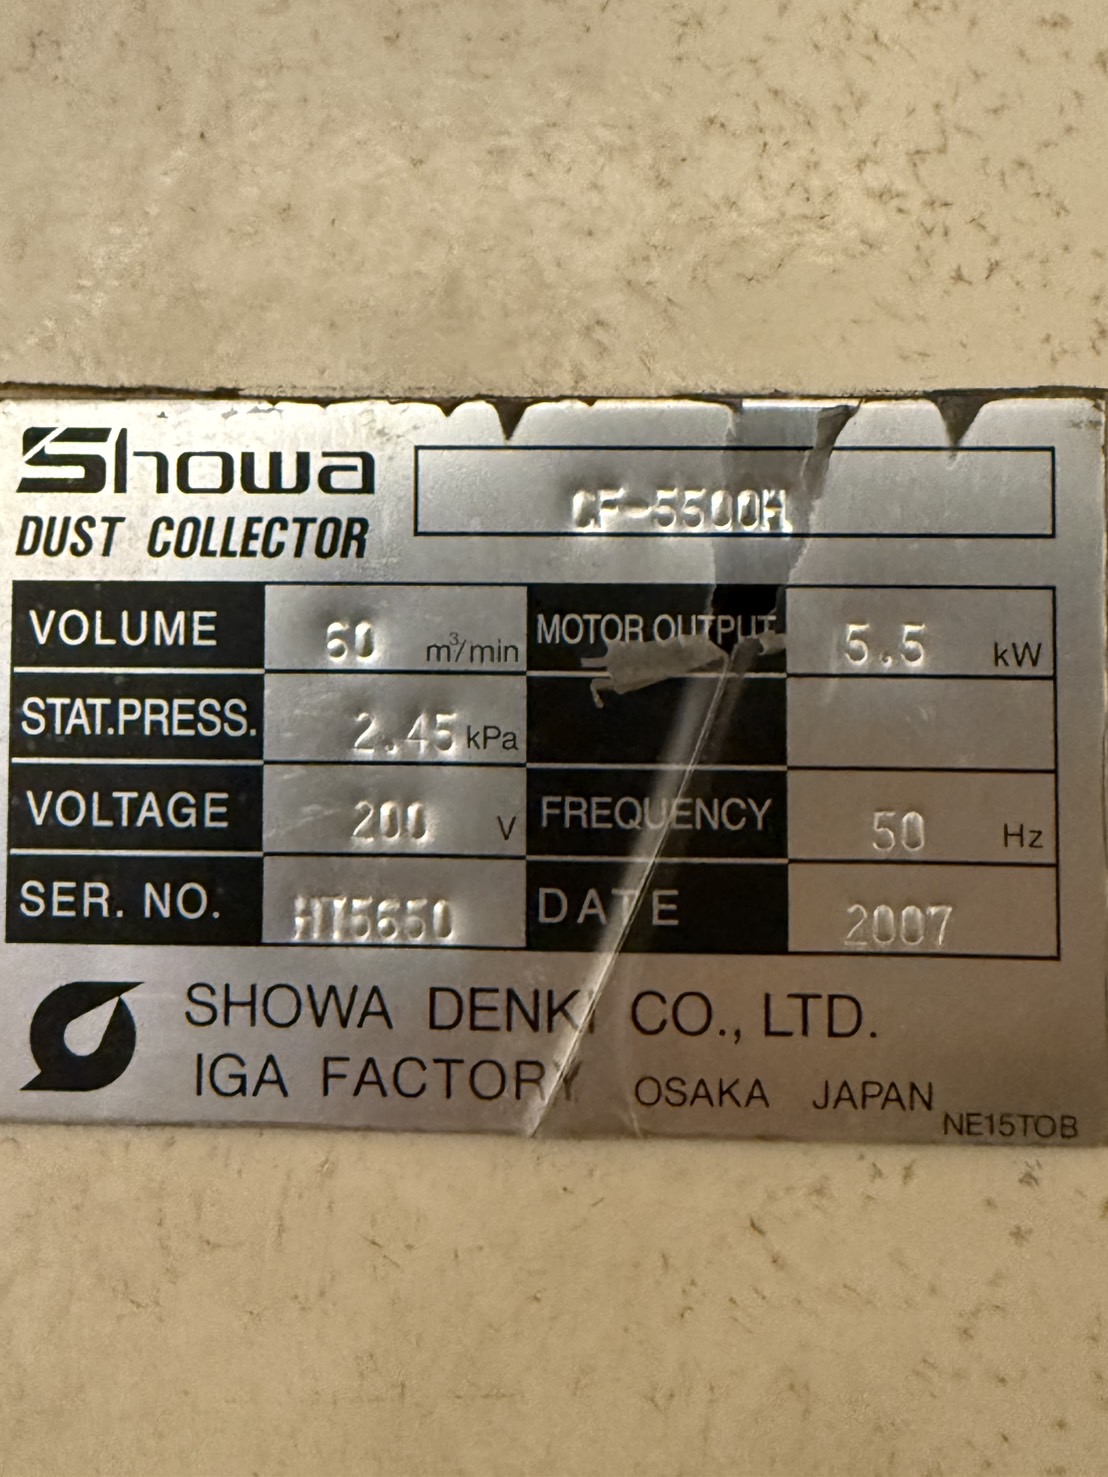 Showa
DUST COLLECTOR
CF-5500H
VOLUME 60 m³/min MOTOR OUTPUT 5.5 kW
STAT.PRESS. 2.45 kPa
VOLTAGE 200 V FREQUENCY 50 Hz
SER. NO. DATE 2007
SHOWA DENKI CO., LTD.
IGA FACTORY OSAKA JAPAN
NE15TOB